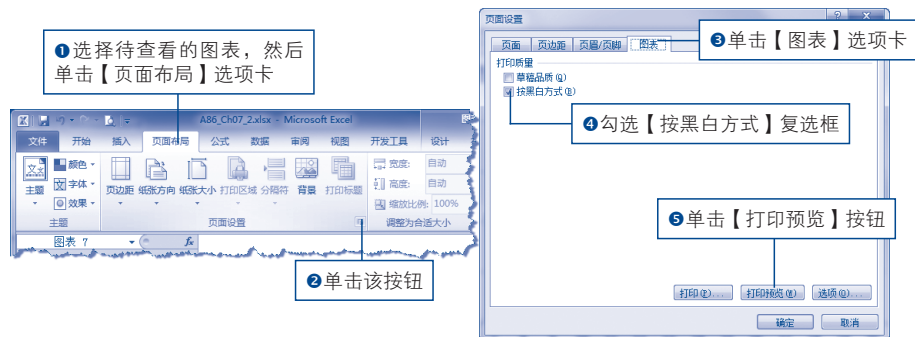 ❶选择待查看的图表，然后
单击【页面布局】选项卡
A86_Ch07_2.xlsx - Microsoft Excel
文件 开始 插入 页面布局 公式 数据 审阅 视图 开发工具 设计
主题 颜色 字体 效果 页边距 纸张方向 纸张大小 打印区域 分隔符 背景 打印标题
宽度: 自动
高度: 自动
缩放比例: 100%
主题 页面设置 调整为合适大小
图表 7 fx
❷单击该按钮
页面设置
页面 页边距 页眉/页脚 图表
❸单击【图表】选项卡
打印质量
草稿品质(Q)
按黑白方式(B)
❹勾选【按黑白方式】复选框
❺单击【打印预览】按钮
打印(P)... 打印预览(W) 选项(O)...
确定 取消